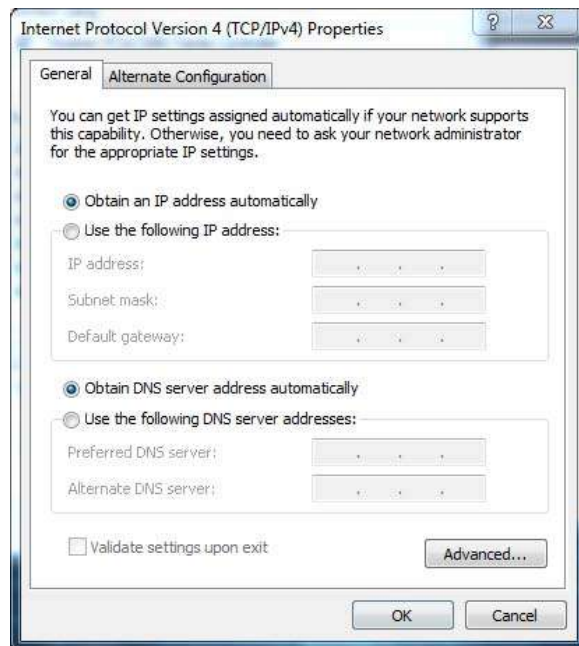 Internet Protocol Version 4 (TCP/IPv4) Properties
General
Alternate Configuration
You can get IP settings assigned automatically if your network supports
this capability. Otherwise, you need to ask your network administrator
for the appropriate IP settings.
Obtain an IP address automatically
Use the following IP address:
IP address:
Subnet mask:
Default gateway:
Obtain DNS server address automatically
Use the following DNS server addresses:
Preferred DNS server:
Alternate DNS server:
Validate settings upon exit
Advanced...
OK
Cancel